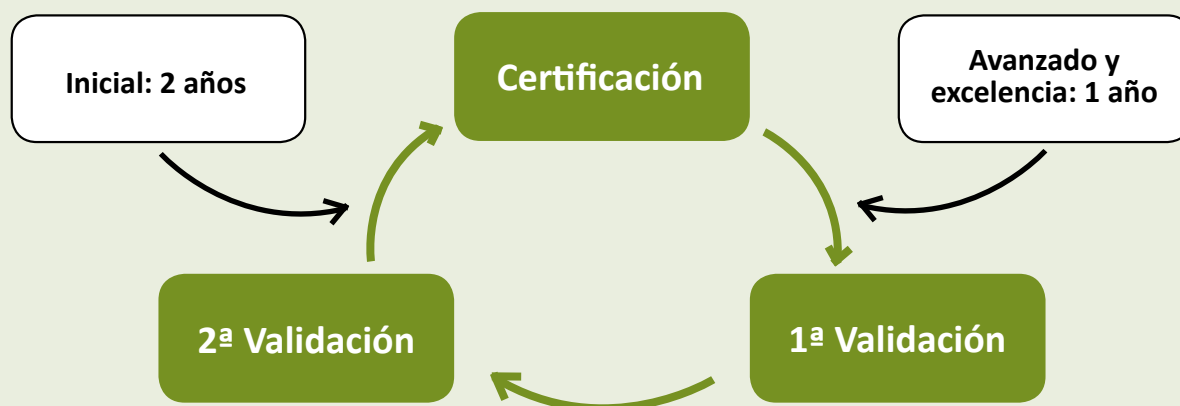 Inicial: 2 años
Certificación
Avanzado y
excelencia: 1 año
2ª Validación
1ª Validación